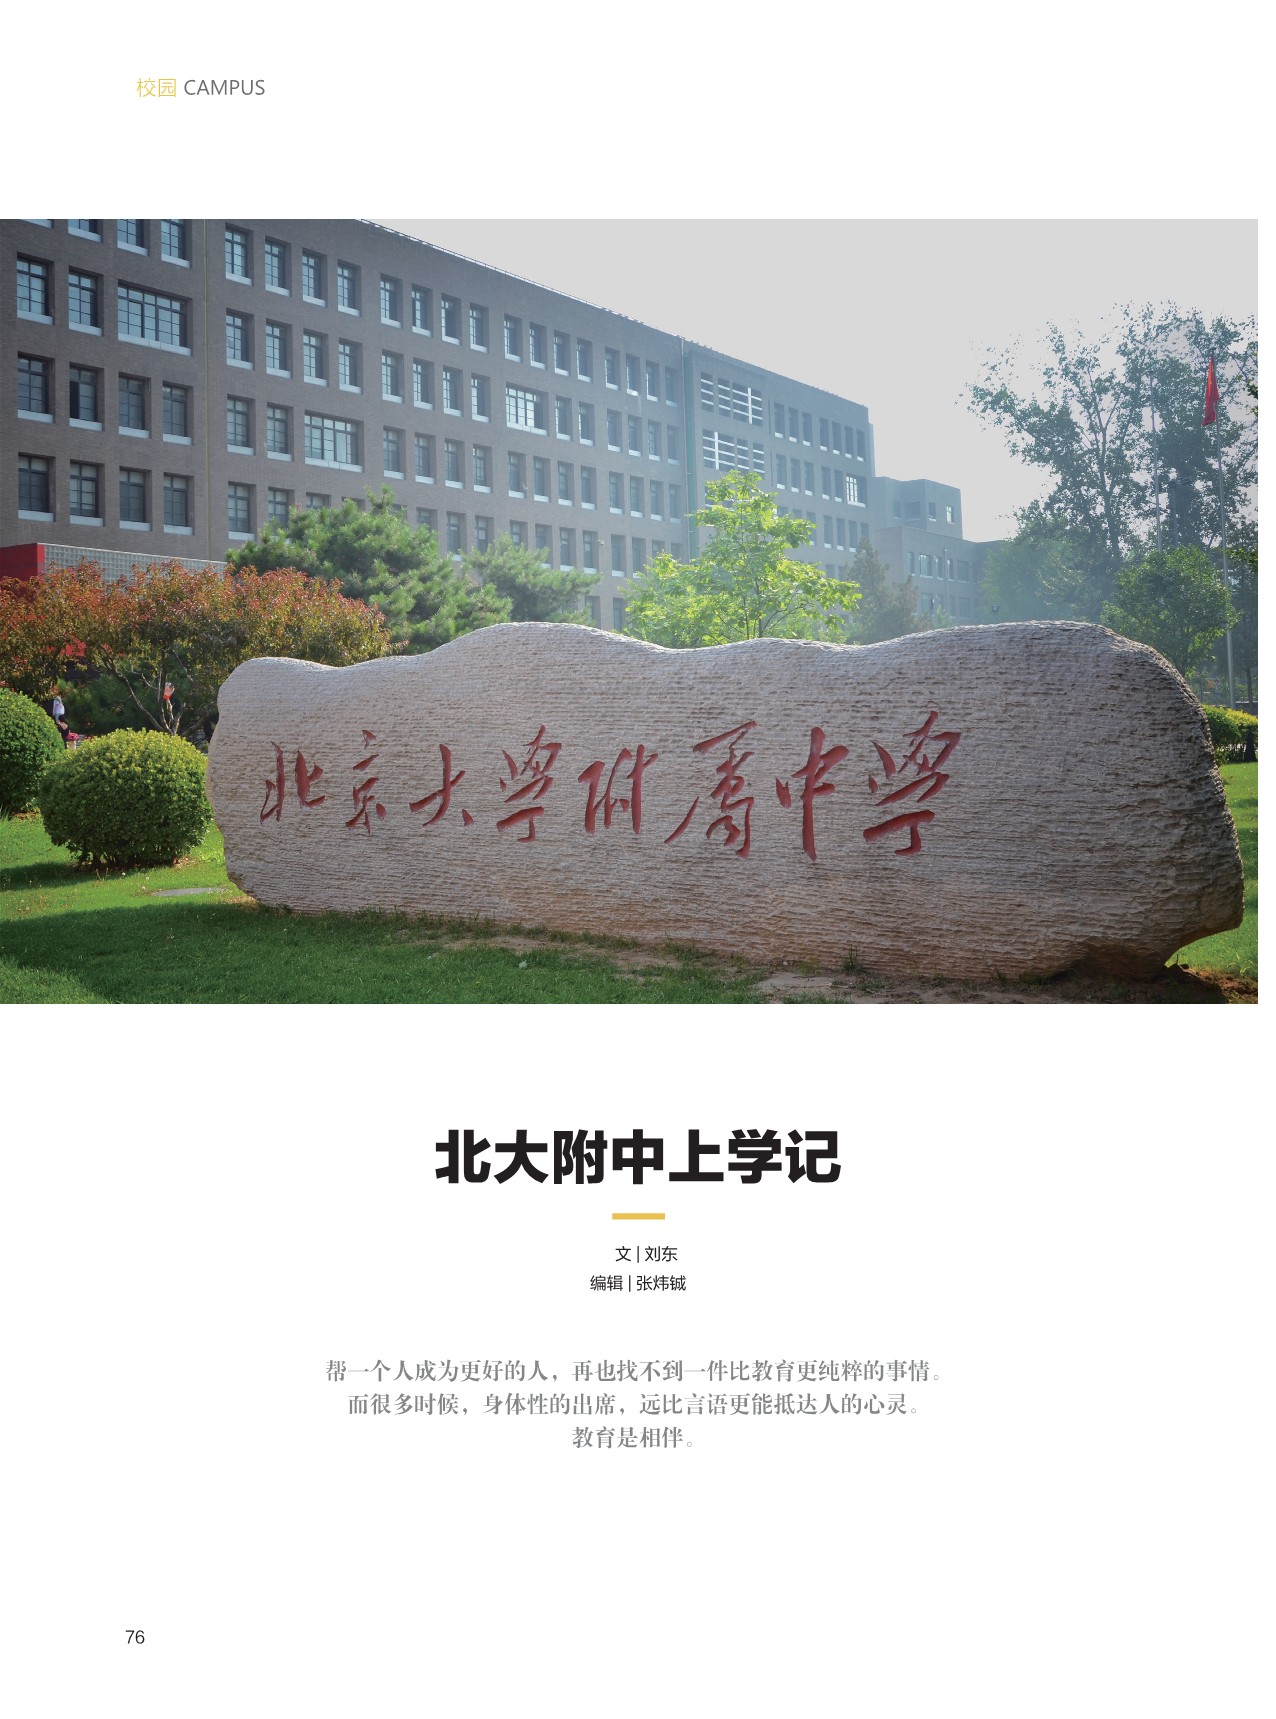 校园 CAMPUS
北京大学附属中学
北大附中上学记
文 | 刘东
编辑 | 张炜铖
帮一个人成为更好的人，再也找不到一件比教育更纯粹的事情。
而很多时候，身体性的出席，远比言语更能抵达人的心灵。
教育是相伴。
76